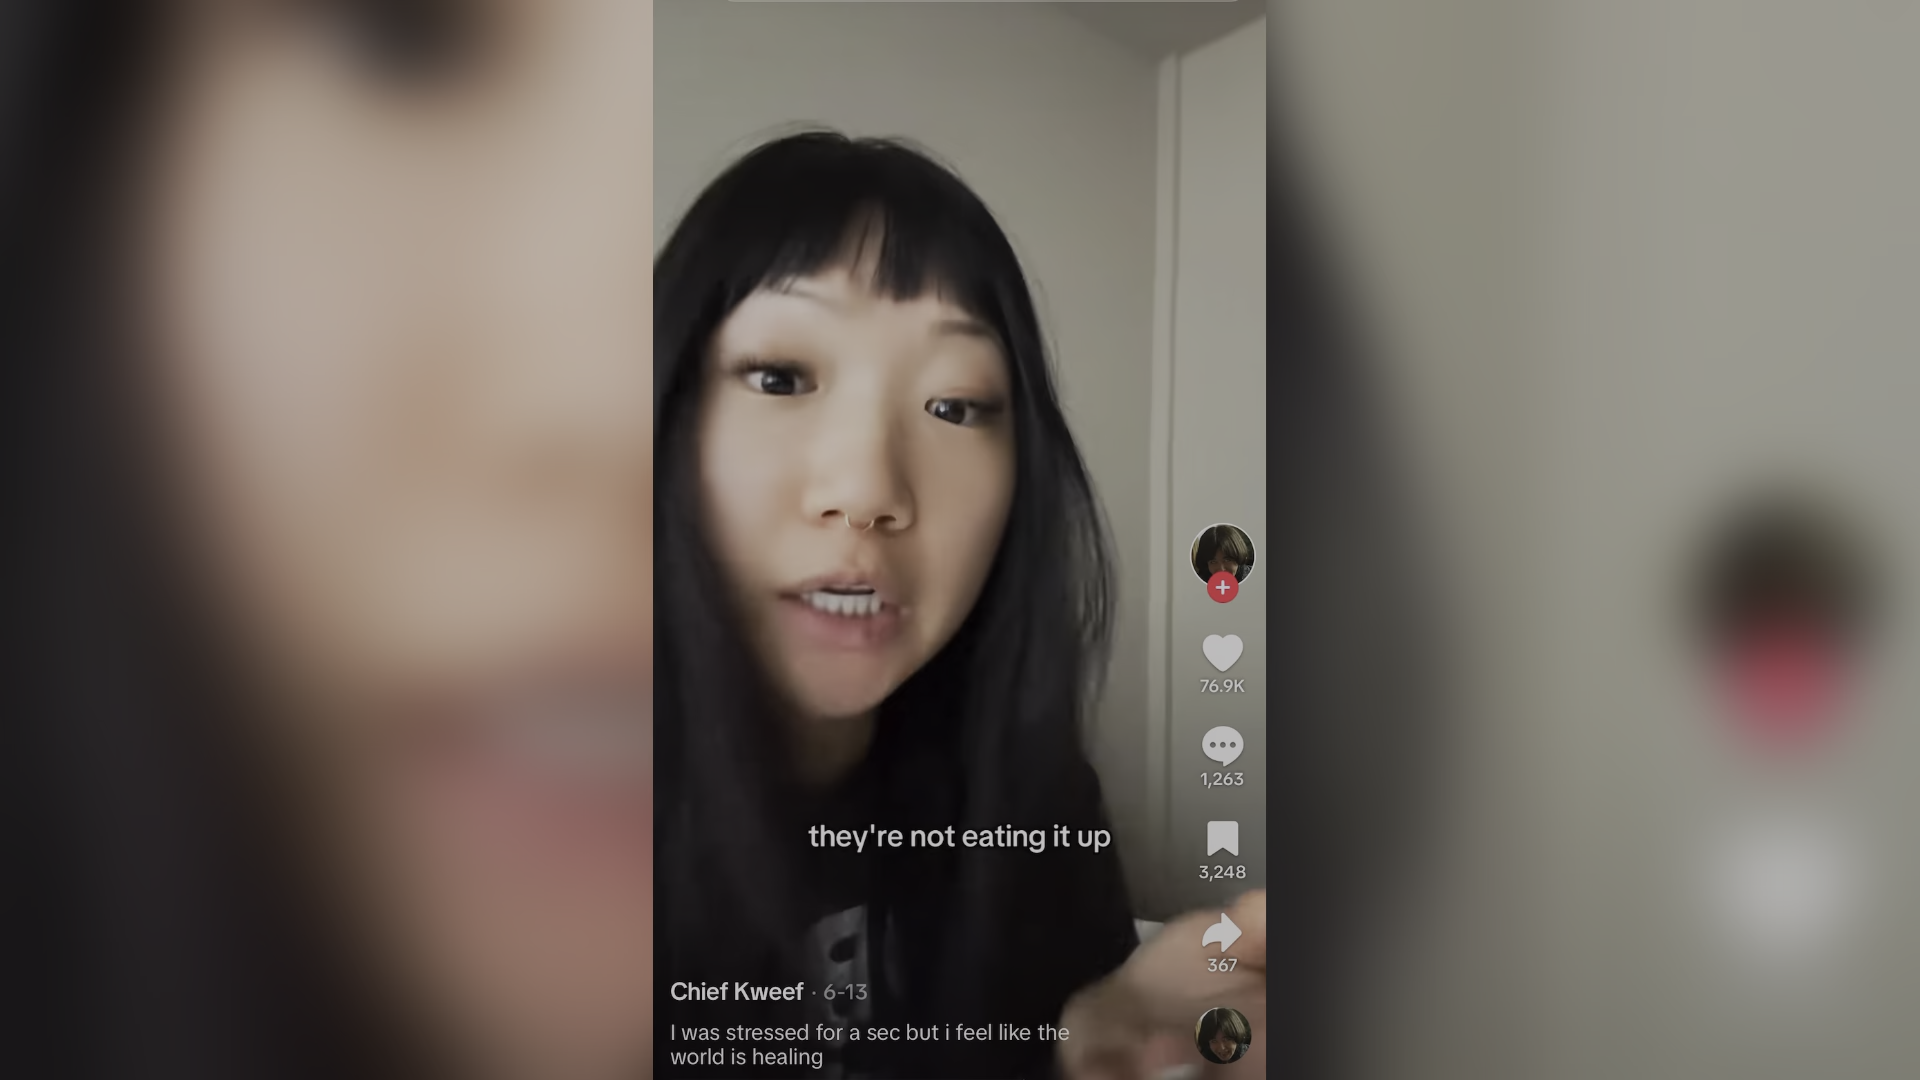 76.9K
1,263
they're not eating it up
3,248
367
Chief Kweef · 6-13
I was stressed for a sec but i feel like the
world is healing